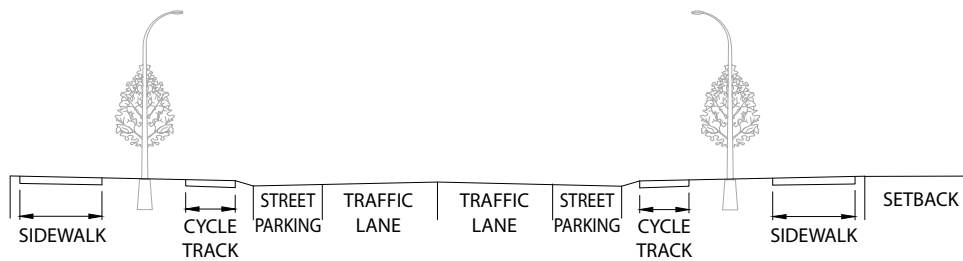 SIDEWALK
CYCLE
TRACK
STREET
PARKING
TRAFFIC
LANE
TRAFFIC
LANE
STREET
PARKING
CYCLE
TRACK
SIDEWALK
SETBACK